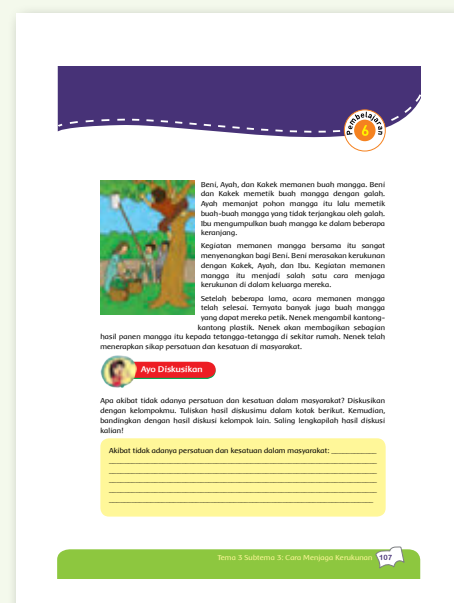 Pembelajaran
6
Beni, Ayah, dan Kakek memanen buah mangga. Beni
dan Kakek memetik buah mangga dengan galah.
Ayah memanjat pohon mangga itu lalu memetik
buah-buah mangga yang tidak terjangkau oleh galah.
Ibu mengumpulkan buah mangga ke dalam beberapa
keranjang.
Kegiatan memanen mangga bersama itu sangat
menyenangkan bagi Beni. Beni merasakan kerukunan
dengan Kakek, Ayah, dan Ibu. Kegiatan memanen
mangga itu menjadi salah satu cara menjaga
kerukunan di dalam keluarga mereka.
Setelah beberapa lama, acara memanen mangga
telah selesai. Ternyata banyak juga buah mangga
yang dapat mereka petik. Nenek mengambil kantong-
kantong plastik. Nenek akan membagikan sebagian
hasil panen mangga itu kepada tetangga-tetangga di sekitar rumah. Nenek telah
menerapkan sikap persatuan dan kesatuan di masyarakat.
Ayo Diskusikan
Apa akibat tidak adanya persatuan dan kesatuan dalam masyarakat? Diskusikan
dengan kelompokmu. Tuliskan hasil diskusimu dalam kotak berikut. Kemudian,
bandingkan dengan hasil diskusi kelompok lain. Saling lengkapilah hasil diskusi
kalian!
Akibat tidak adanya persatuan dan kesatuan dalam masyarakat:
Tema 3 Subtema 3: Cara Menjaga Kerukunan
107